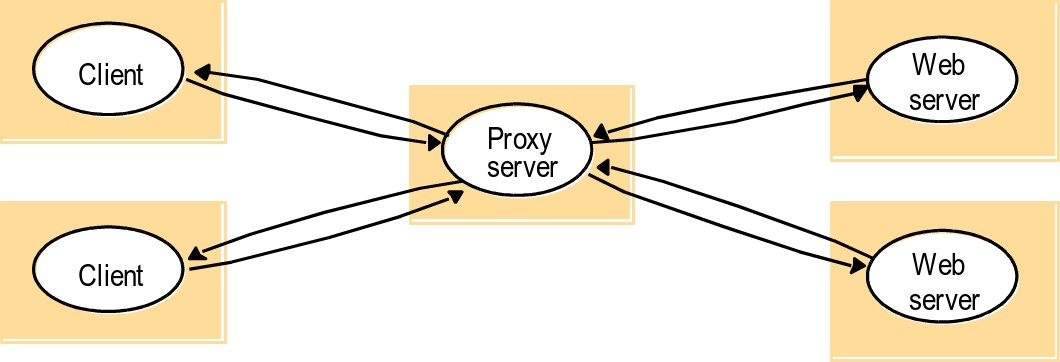 Client
Web
server
Proxy
server
Client
Web
server